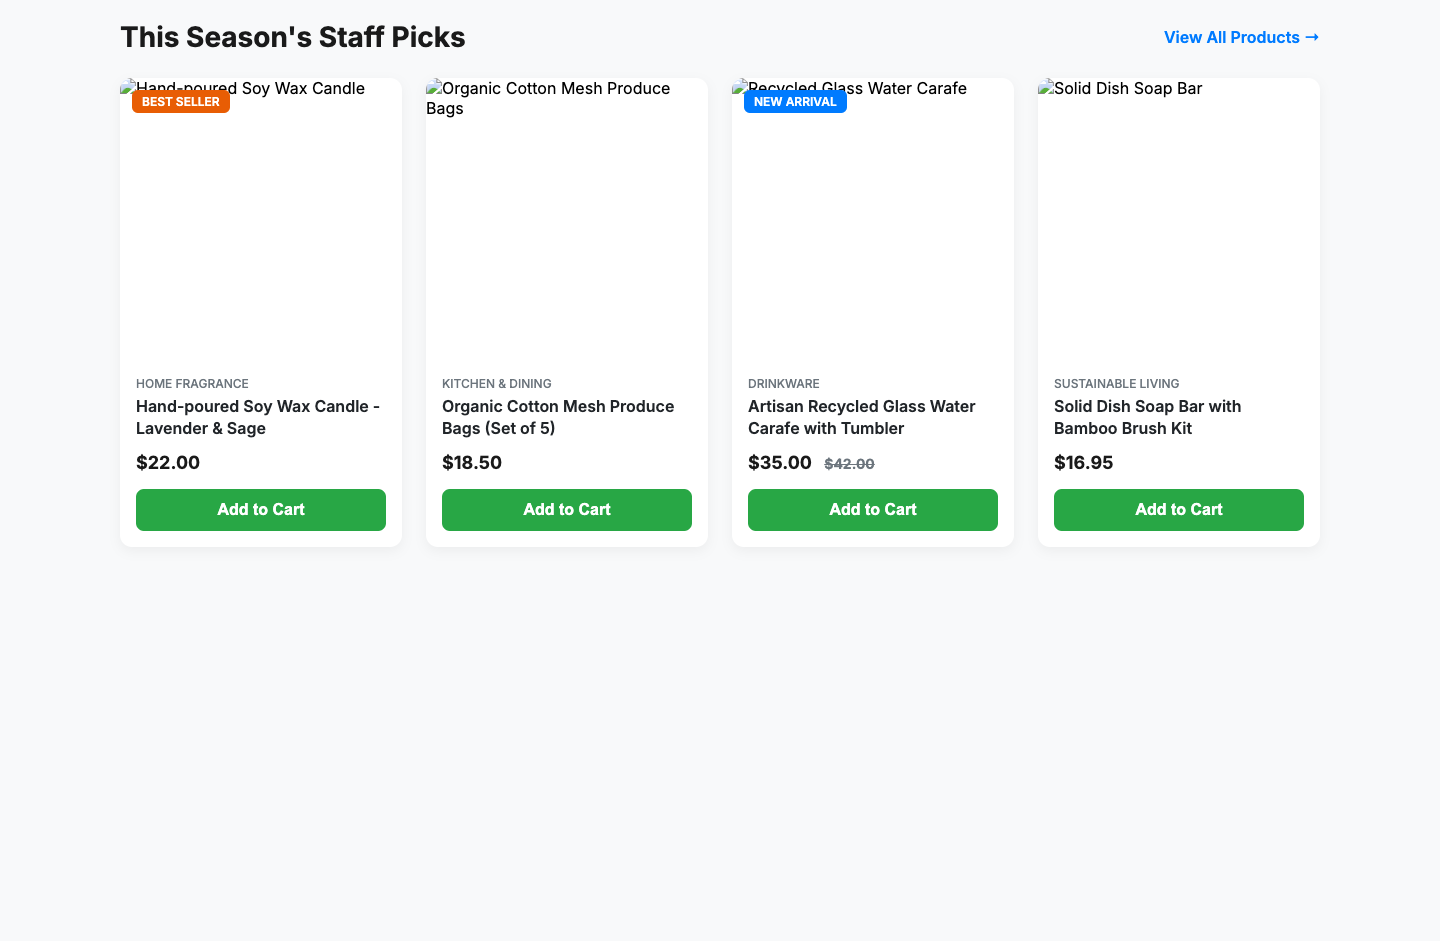 This Season's Staff Picks
View All Products →
Hand-poured Soy Wax Candle
BEST SELLER
HOME FRAGRANCE
Hand-poured Soy Wax Candle -
Lavender & Sage
$22.00
Add to Cart
Organic Cotton Mesh Produce
Bags
KITCHEN & DINING
Organic Cotton Mesh Produce
Bags (Set of 5)
$18.50
Add to Cart
Recycled Glass Water Carafe
NEW ARRIVAL
DRINKWARE
Artisan Recycled Glass Water
Carafe with Tumbler
$35.00 $42.00
Add to Cart
Solid Dish Soap Bar
SUSTAINABLE LIVING
Solid Dish Soap Bar with
Bamboo Brush Kit
$16.95
Add to Cart